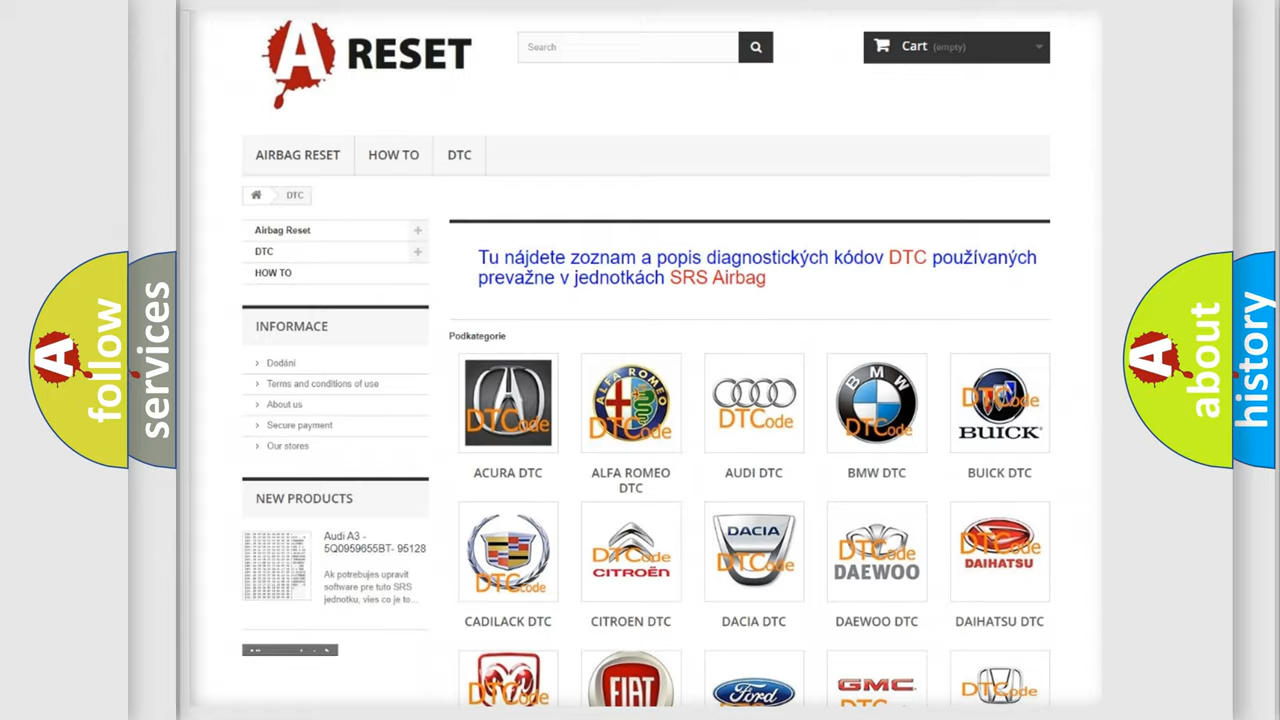 A RESET
Search
Cart (empty)
AIRBAG RESET
HOW TO
DTC
DTC
Airbag Reset
DTC
HOW TO
INFORMACE
Dodání
Terms and conditions of use
About us
Secure payment
Our stores
NEW PRODUCTS
Audi A3 -
5Q0959655BT- 95128
Ak potrebujes upravit
software pre tuto SRS
jednotku, vies co je to...
Tu nájdete zoznam a popis diagnostických kódov DTC používaných
prevažne v jednotkách SRS Airbag
Podkategorie
DTCode
ALFA ROMEO
DTCode
DTCode
BMW
DTCode
DTCode
BUICK
ACURA DTC
ALFA ROMEO
DTC
AUDI DTC
BMW DTC
BUICK DTC
DTCode
DTCode
CITROËN
DACIA
DTCode
DTCode
DAEWOO
DTCode
DAIHATSU
CADILACK DTC
CITROEN DTC
DACIA DTC
DAEWOO DTC
DAIHATSU DTC
DTCode
FIAT
Ford
GMC
DTCode
A follow
services
A about
history